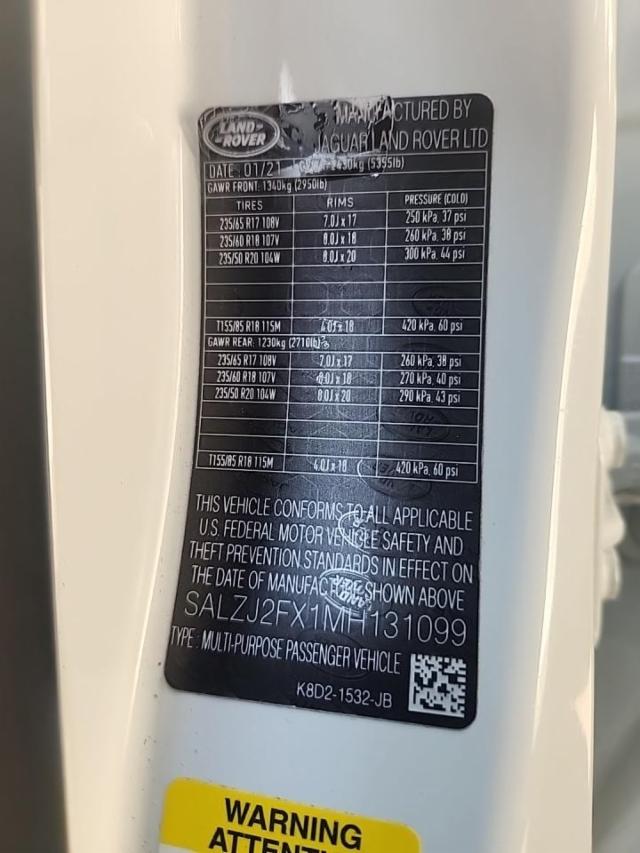 LAND ROVER
MANUFACTURED BY
JAGUAR LAND ROVER LTD
DATE: 01/21 2430kg (5355lb)
GAWR FRONT: 1340kg (2950lb)
TIRES RIMS PRESSURE (COLD)
235/65 R17 108V 7.0J x 17 250 kPa, 37 psi
235/60 R18 107V 8.0J x 18 260 kPa, 38 psi
235/50 R20 104W 8.0J x 20 300 kPa, 44 psi
T155/85 R18 115M 4.0J x 18 420 kPa, 60 psi
GAWR REAR: 1230kg (2710lb)
235/65 R17 108V 7.0J x 17 260 kPa, 38 psi
235/60 R18 107V 8.0J x 18 270 kPa, 40 psi
235/50 R20 104W 8.0J x 20 290 kPa, 43 psi
T155/85 R18 115M 4.0J x 18 420 kPa, 60 psi
THIS VEHICLE CONFORMS TO ALL APPLICABLE
U.S. FEDERAL MOTOR VEHICLE SAFETY AND
THEFT PREVENTION STANDARDS IN EFFECT ON
THE DATE OF MANUFACTURE SHOWN ABOVE
SALZJ2FX1MH131099
TYPE: MULTI-PURPOSE PASSENGER VEHICLE
K8D2-1532-JB
WARNING